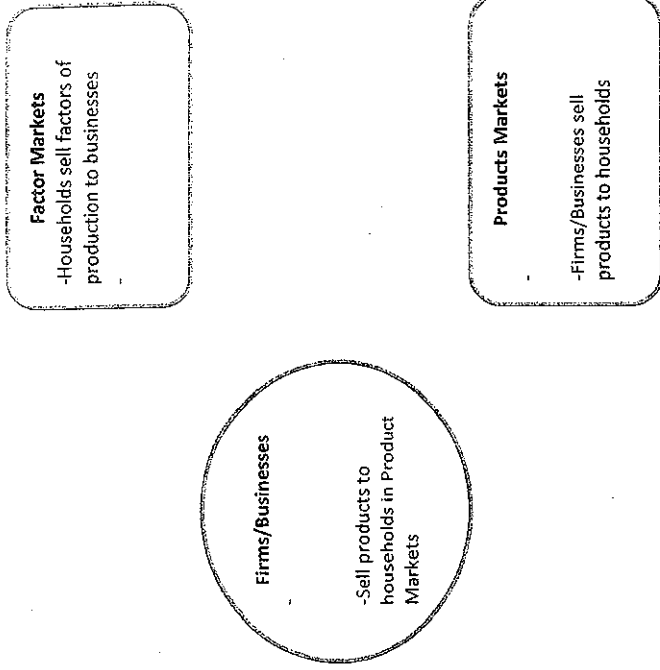 Factor Markets
-Households sell factors of
production to businesses
-
Firms/Businesses
-
-Sell products to
households in Product
Markets
Products Markets
-
-Firms/Businesses sell
products to households